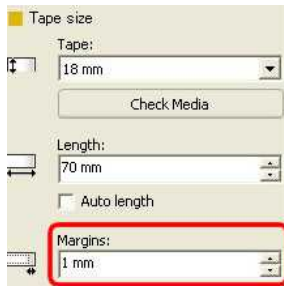 Tape size
Tape:
18 mm
Check Media
Length:
70 mm
Auto length
Margins:
1 mm